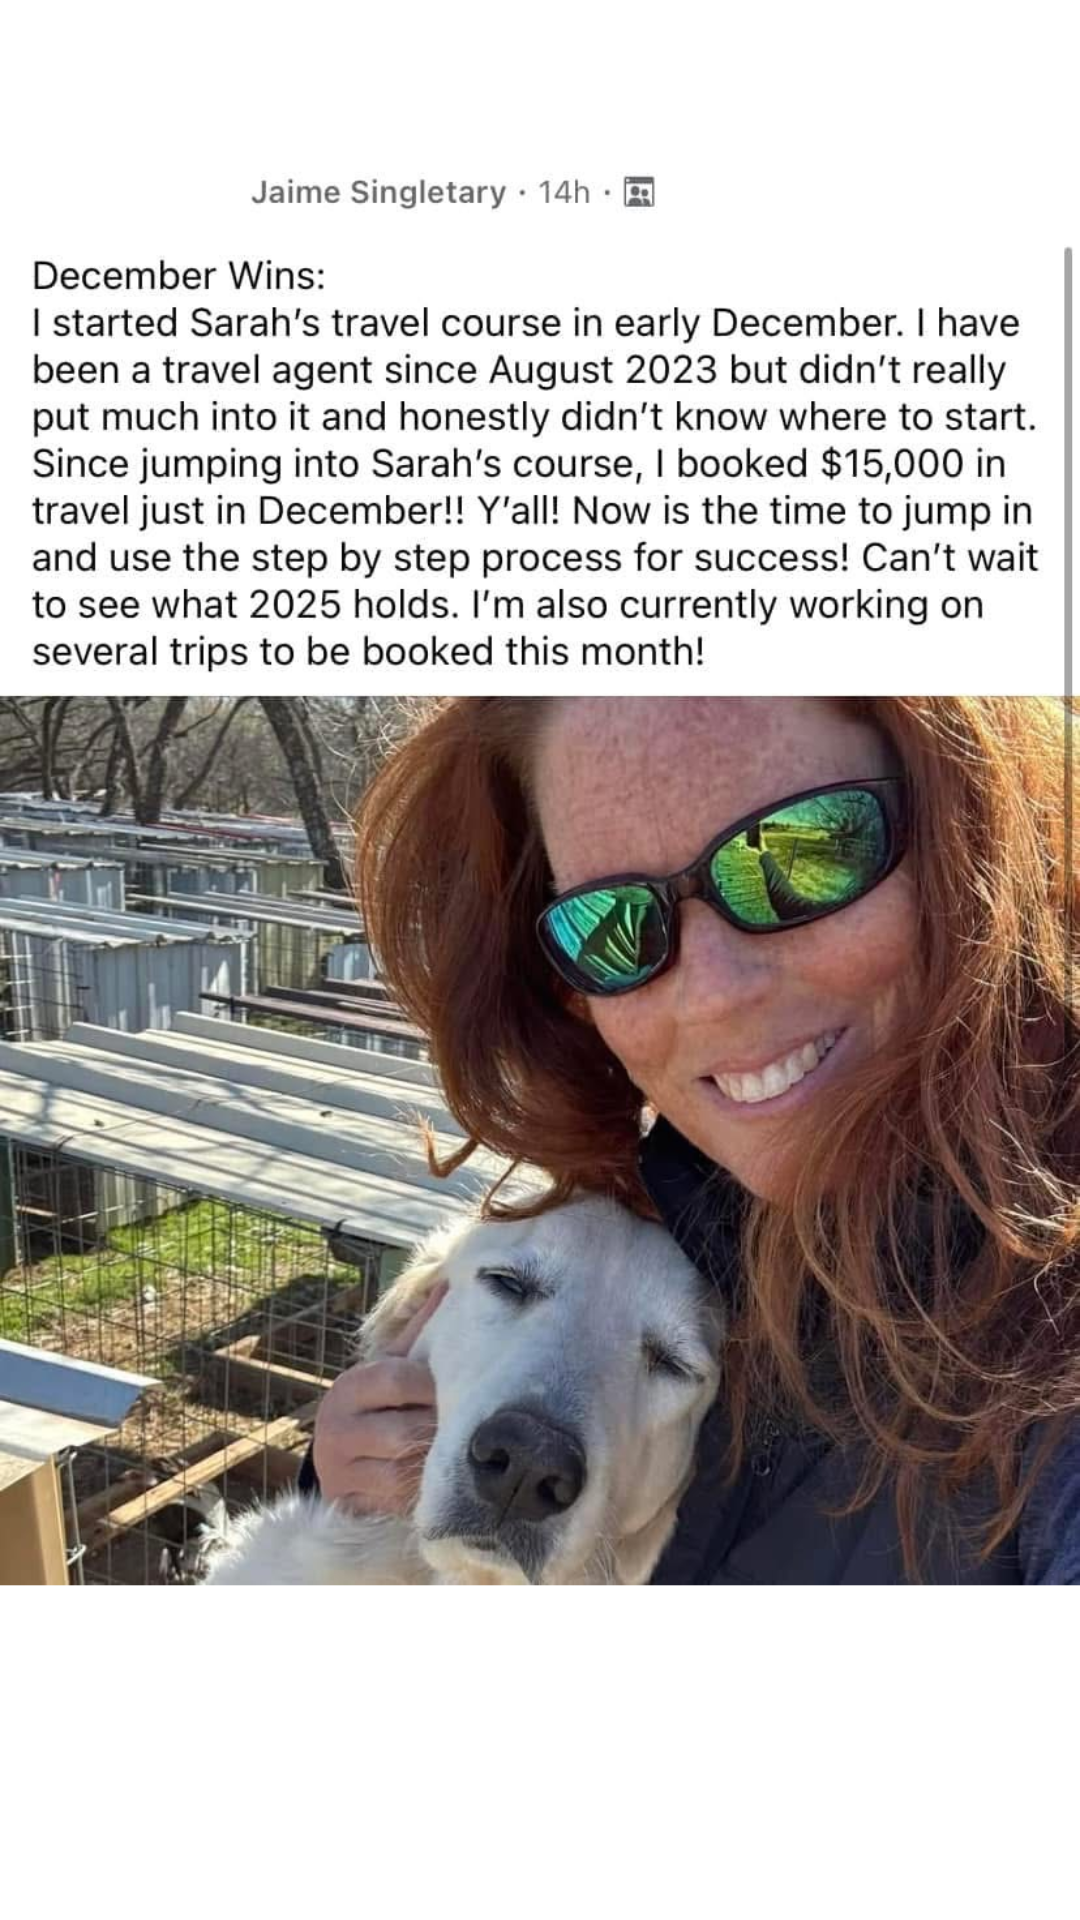 Jaime Singletary · 14h ·
December Wins:
I started Sarah’s travel course in early December. I have
been a travel agent since August 2023 but didn’t really
put much into it and honestly didn’t know where to start.
Since jumping into Sarah’s course, I booked $15,000 in
travel just in December!! Y’all! Now is the time to jump in
and use the step by step process for success! Can’t wait
to see what 2025 holds. I’m also currently working on
several trips to be booked this month!